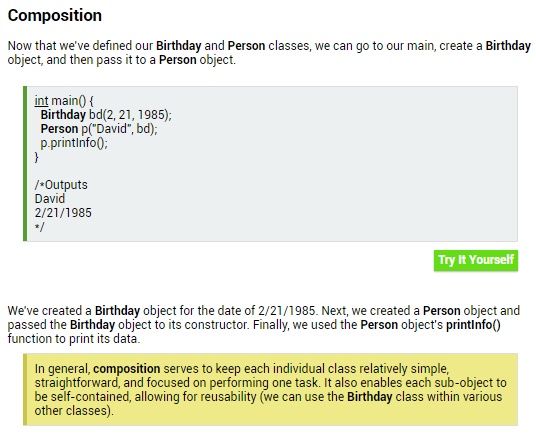 Composition
Now that we've defined our Birthday and Person classes, we can go to our main, create a Birthday
object, and then pass it to a Person object.
int main() {
Birthday bd(2, 21, 1985);
Person p("David", bd);
p.printInfo();
}
/*Outputs
David
2/21/1985
*/
Try It Yourself
We've created a Birthday object for the date of 2/21/1985. Next, we created a Person object and
passed the Birthday object to its constructor. Finally, we used the Person object's printInfo()
function to print its data.
In general, composition serves to keep each individual class relatively simple,
straightforward, and focused on performing one task. It also enables each sub-object to
be self-contained, allowing for reusability (we can use the Birthday class within various
other classes).